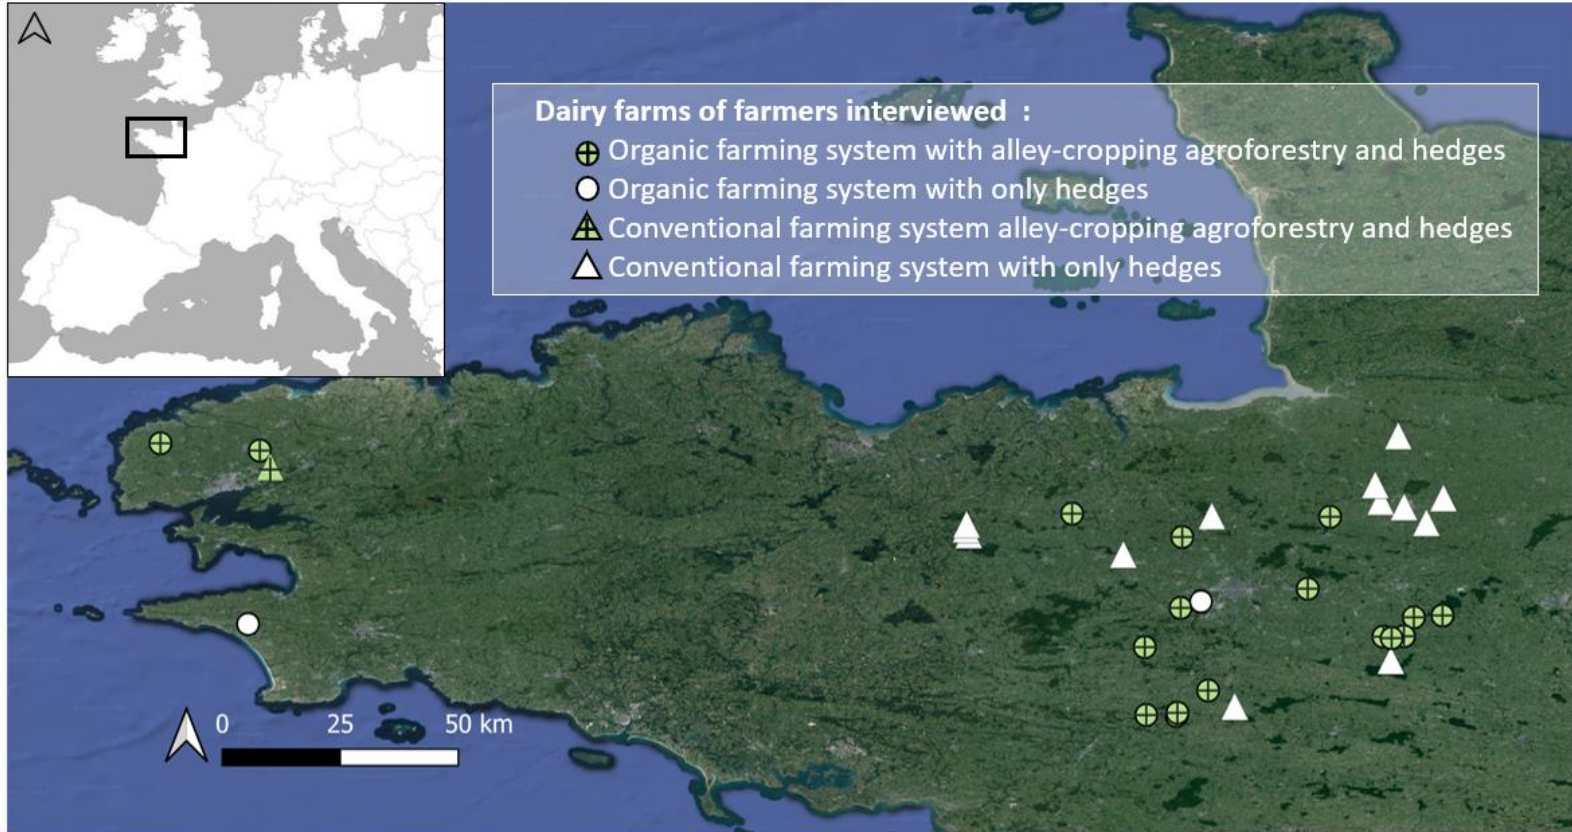 Dairy farms of farmers interviewed :
Organic farming system with alley-cropping agroforestry and hedges
Organic farming system with only hedges
Conventional farming system alley-cropping agroforestry and hedges
Conventional farming system with only hedges
0 25 50 km